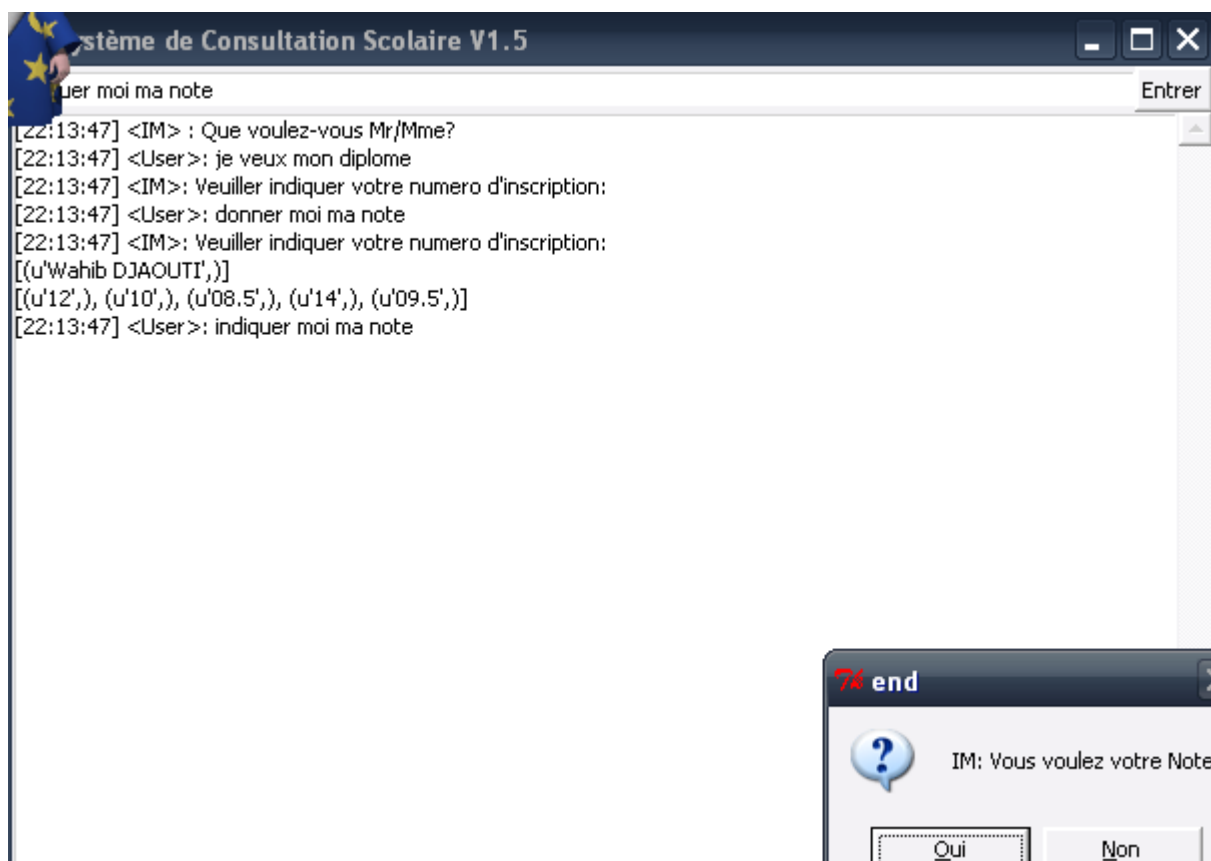 ystème de Consultation Scolaire V1.5
uer moi ma note
Entrer
[22:13:47] <IM> : Que voulez-vous Mr/Mme?
[22:13:47] <User>: je veux mon diplome
[22:13:47] <IM>: Veuiller indiquer votre numero d'inscription:
[22:13:47] <User>: donner moi ma note
[22:13:47] <IM>: Veuiller indiquer votre numero d'inscription:
[(u'Wahib DJAOUTI',)]
[(u'12',), (u'10',), (u'08.5',), (u'14',), (u'09.5',)]
[22:13:47] <User>: indiquer moi ma note
7% end
IM: Vous voulez votre Note
Oui
Non